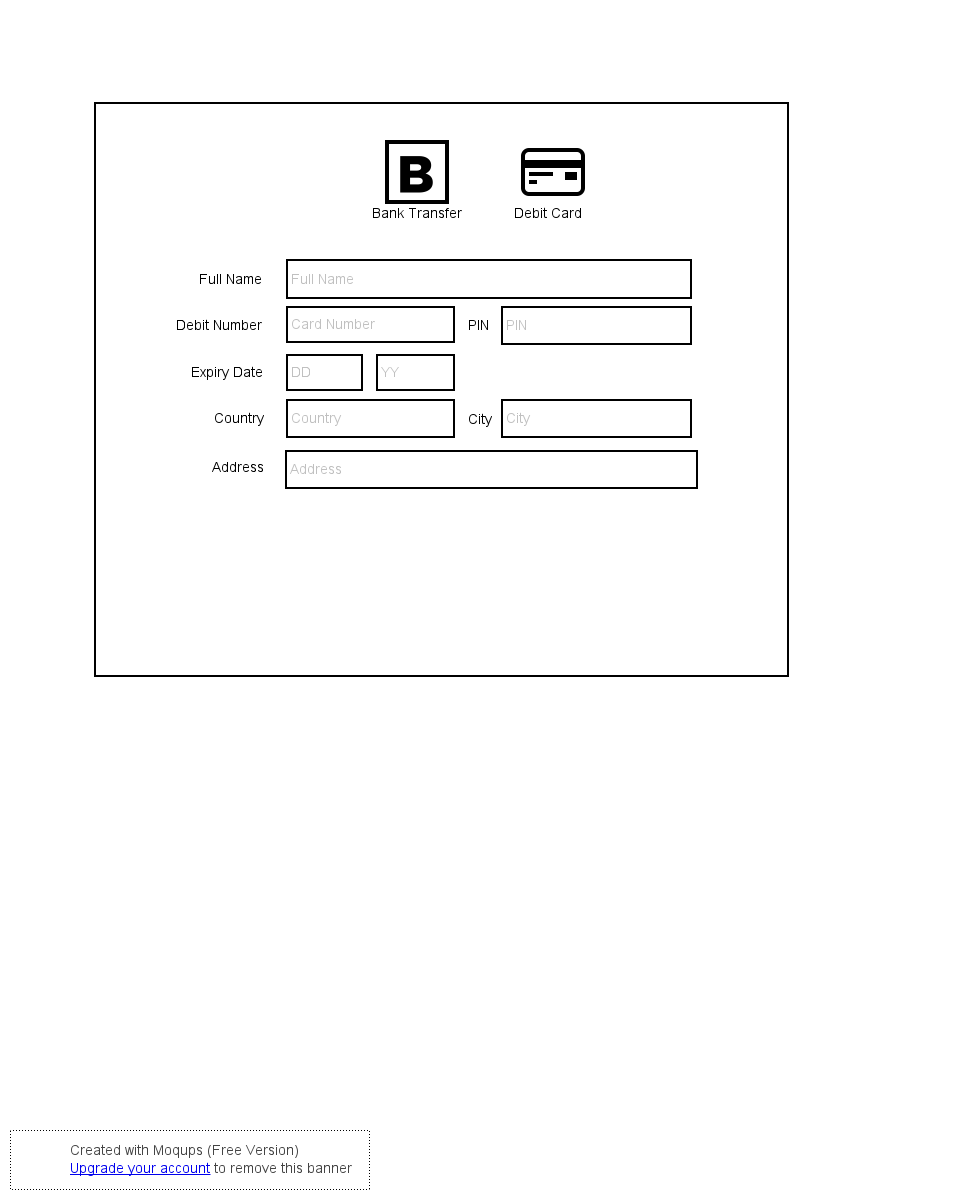 B
Bank Transfer Debit Card
Full Name Full Name
Debit Number Card Number PIN PIN
Expiry Date DD YY
Country Country City City
Address Address
Created with Moqups (Free Version)
Upgrade your account to remove this banner